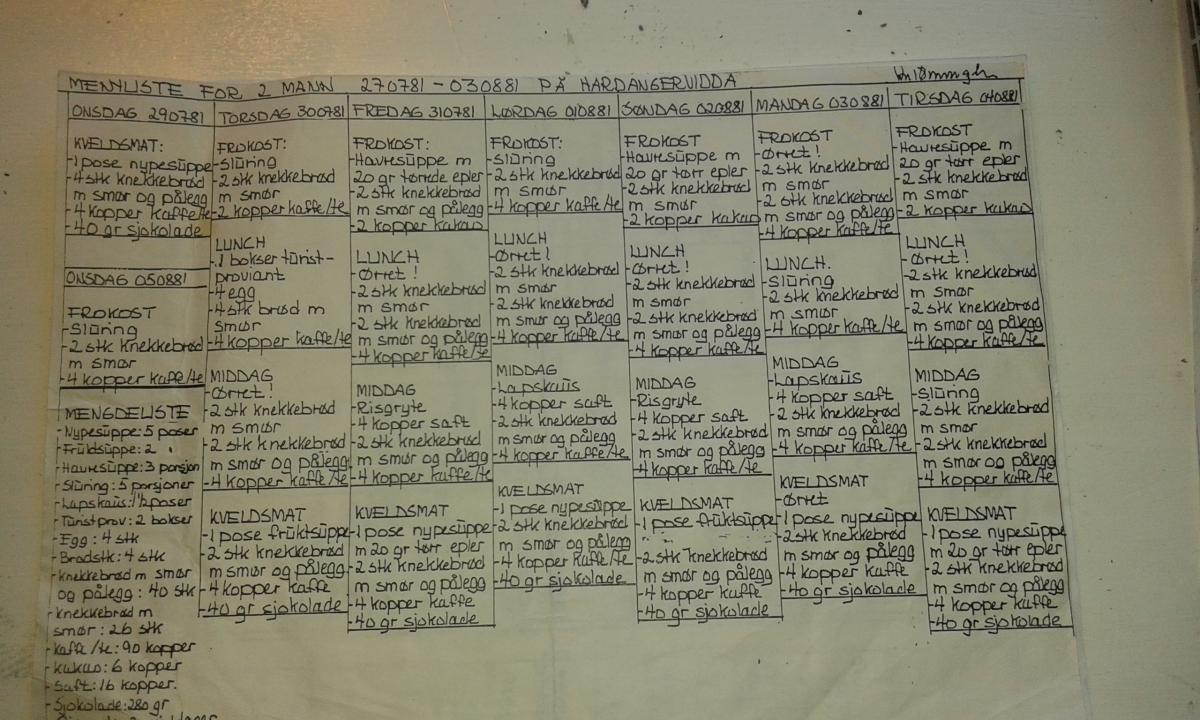 MENYLISTE FOR 2 MANN 270781 - 030881 PÅ HARDANGERVIDDA
ONSDAG 290781
KVELDSMAT:
-1 pose nypesüppe
-4 stk knekkebrød
m smør og pålegg
-4 kopper kaffe/te
-40 gr sjokolade
ONSDAG 050881
FROKOST
-Slüring
-2 stk knekkebrød
m smør
-4 kopper kaffe/te
MENGDELISTE
-Nypesüppe: 5 poser
-Früktsüppe: 2 "
-Havresüppe: 3 porsjon
-Slüring: 5 porsjoner
-Lapskaüs: 1½ poser
-Türistprov: 2 bokser
-Egg: 4 stk
-Brødstk: 4 stk
-knekkebrød m smør
og pålegg: 40 stk
-knekkebrød m
smør: 26 stk
-kaffe/te: 90 kopper
-kakao: 6 kopper
-Saft: 16 kopper.
-Sjokolade: 280 gr
TORSDAG 300781
FROKOST:
-Slüring
-2 stk knekkebrød
m smør
-2 kopper kaffe/te
LUNCH
-1 bokser türist-
proviant
-4 egg
-4 stk brød m
smør
-4 kopper kaffe/te
MIDDAG
-Ørret!
-2 stk knekkebrød
m smør
-2 stk knekkebrød
m smør og pålegg
-4 kopper kaffe/te
KVELDSMAT
-1 pose früktsüppe
-2 stk knekkebrød
m smør og pålegg
-4 kopper kaffe
-40 gr sjokolade
FREDAG 310781
FROKOST:
-Havresüppe m
20 gr tørrede epler
-2 stk knekkebrød
m smør og pålegg
-2 kopper kakao
LUNCH
-Ørret!
-2 stk knekkebrød
m smør
-2 stk knekkebrød
m smør og pålegg
-4 kopper kaffe/te
MIDDAG
-Risgryte
-4 kopper saft
-2 stk knekkebrød
m smør og pålegg
-4 kopper kaffe/te
KVELDSMAT
-1 pose nypesüppe
m 20 gr tørr epler
-2 stk knekkebrød
m smør og pålegg
-4 kopper kaffe
-40 gr sjokolade
LØRDAG 010881
FROKOST:
-Slüring
-2 stk knekkebrød
m smør
-4 kopper kaffe/te
LUNCH
-Ørret!
-2 stk knekkebrød
m smør
-2 stk knekkebrød
m smør og pålegg
-4 kopper kaffe/te
MIDDAG
-Lapskaüs
-4 kopper saft
-2 stk knekkebrød
m smør og pålegg
-4 kopper kaffe/te
KVELDSMAT
-1 pose nypesüppe
-2 stk knekkebrød
m smør og pålegg
-4 kopper kaffe/te
-40 gr sjokolade
SØNDAG 020881
FROKOST
-Havresüppe m
20 gr tørr epler
-2 stk knekkebrød
m smør
-2 kopper kakao
LUNCH
-Ørret!
-2 stk knekkebrød
m smør
-2 stk knekkebrød
m smør og pålegg
-4 kopper kaffe/te
MIDDAG
-Risgryte
-4 kopper saft
-2 stk knekkebrød
m smør og pålegg
-4 kopper kaffe/te
KVELDSMAT
-1 pose früktsüppe
-2 stk knekkebrød
m smør og pålegg
-4 kopper kaffe
-40 gr sjokolade
MANDAG 030881
FROKOST
-Ørret!
-2 stk knekkebrød
m smør
-2 stk knekkebrød
m smør og pålegg
-4 kopper kaffe/te
LUNCH.
-Slüring
-2 stk knekkebrød
m smør
-4 kopper kaffe/te
MIDDAG
-Lapskaüs
-4 kopper saft
-2 stk knekkebrød
m smør og pålegg
-4 kopper kaffe/te
KVELDSMAT
-Ørret
-1 pose nypesüppe
-2 stk knekkebrød
m smør og pålegg
-4 kopper kaffe
-40 gr sjokolade
TIRSDAG 040881
FROKOST
-Havresüppe m
20 gr tørr epler
-2 stk knekkebrød
m smør
-2 kopper kakao
LUNCH
-Ørret!
-2 stk knekkebrød
m smør
-2 stk knekkebrød
m smør og pålegg
-4 kopper kaffe/te
MIDDAG
-Slüring
-2 stk knekkebrød
m smør
-2 stk knekkebrød
m smør og pålegg
-4 kopper kaffe/te
KVELDSMAT
-1 pose nypesüppe
m 20 gr tørr epler
-2 stk knekkebrød
m smør og pålegg
-4 kopper kaffe
-40 gr sjokolade